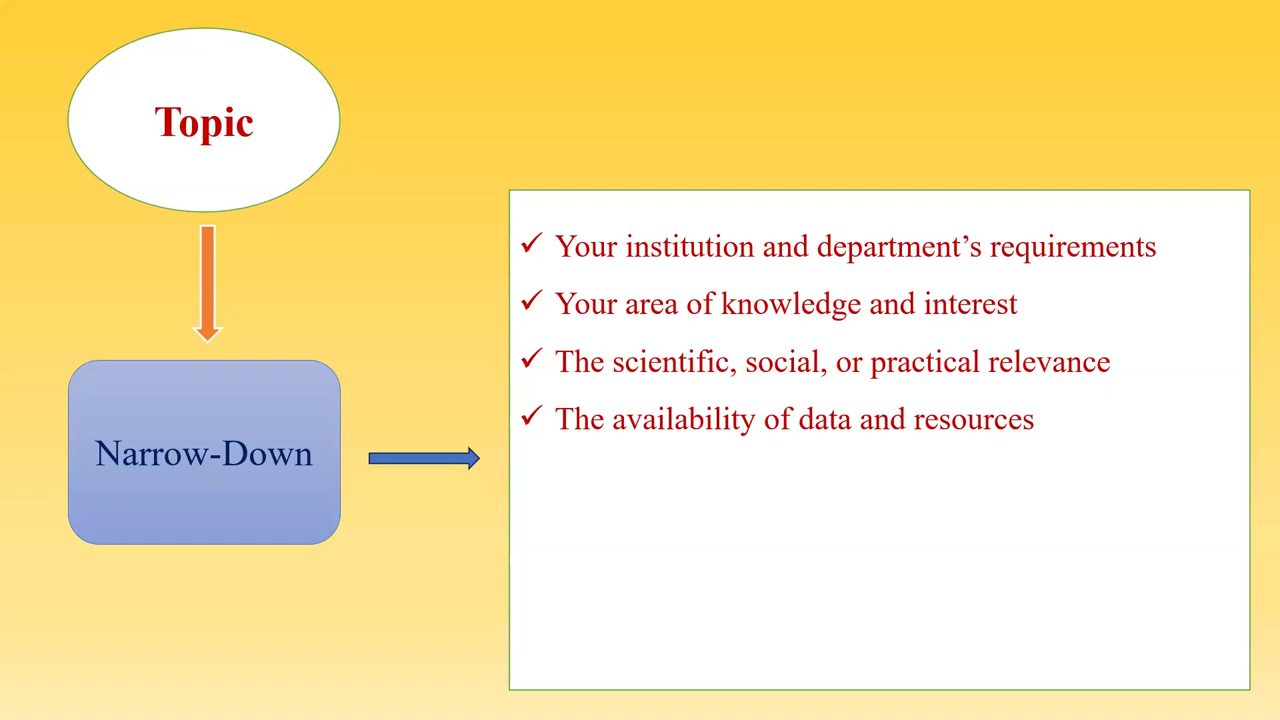 Topic
Narrow-Down
✓ Your institution and department’s requirements
✓ Your area of knowledge and interest
✓ The scientific, social, or practical relevance
✓ The availability of data and resources